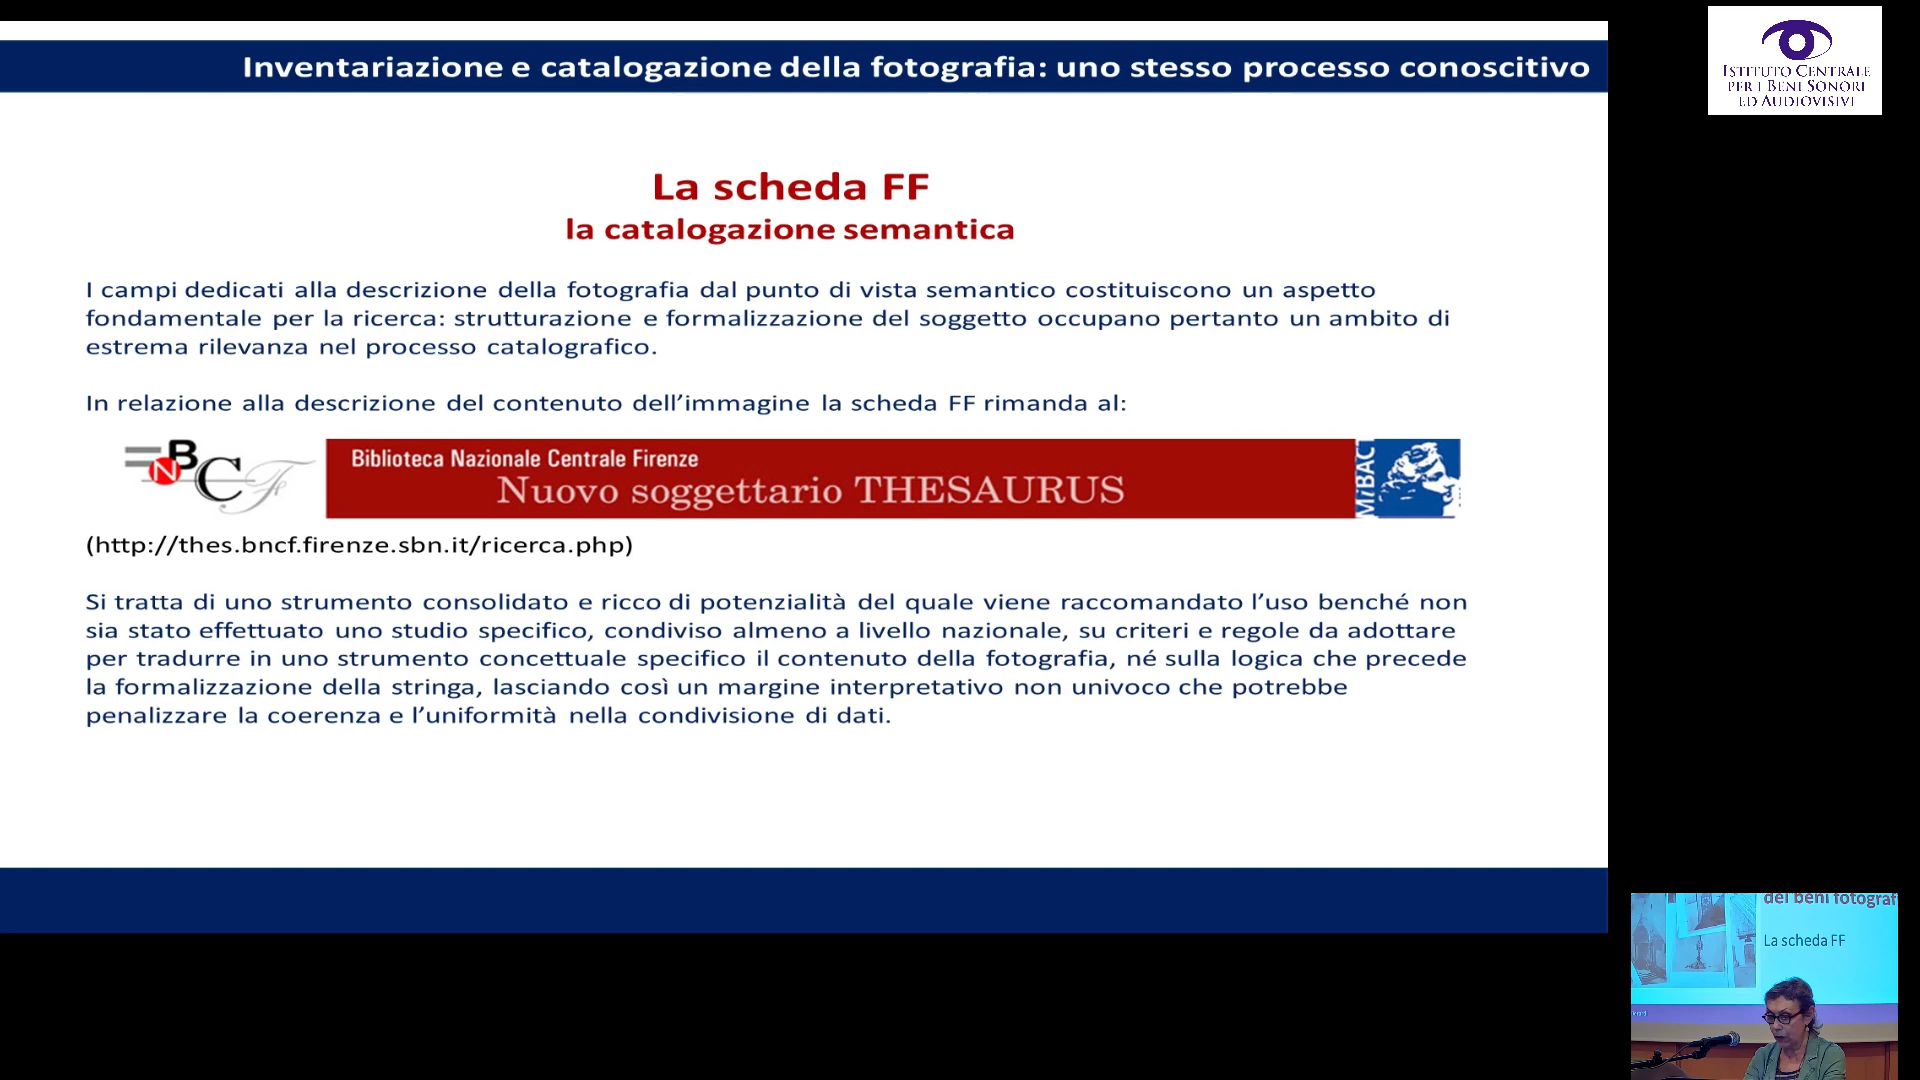 Inventariazione e catalogazione della fotografia: uno stesso processo conoscitivo
ISTITUTO CENTRALE
PER I BENI SONORI
ED AUDIOVISIVI
La scheda FF
la catalogazione semantica
I campi dedicati alla descrizione della fotografia dal punto di vista semantico costituiscono un aspetto
fondamentale per la ricerca: strutturazione e formalizzazione del soggetto occupano pertanto un ambito di
estrema rilevanza nel processo catalografico.
In relazione alla descrizione del contenuto dell’immagine la scheda FF rimanda al:
BNCF
Biblioteca Nazionale Centrale Firenze
Nuovo soggettario THESAURUS
MiBACT
(http://thes.bncf.firenze.sbn.it/ricerca.php)
Si tratta di uno strumento consolidato e ricco di potenzialità del quale viene raccomandato l’uso benché non
sia stato effettuato uno studio specifico, condiviso almeno a livello nazionale, su criteri e regole da adottare
per tradurre in uno strumento concettuale specifico il contenuto della fotografia, né sulla logica che precede
la formalizzazione della stringa, lasciando così un margine interpretativo non univoco che potrebbe
penalizzare la coerenza e l’uniformità nella condivisione di dati.
dei beni fotograf
La scheda FF